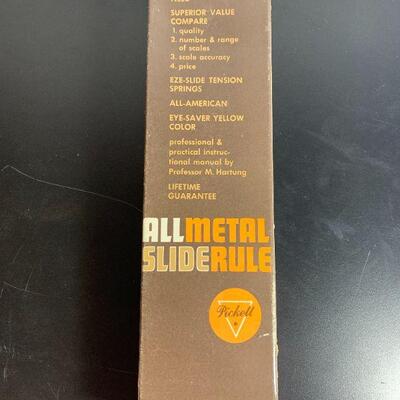 SUPERIOR VALUE
COMPARE
1. quality
2. number & range
of scales
3. scale accuracy
4. price
EZE-SLIDE TENSION
SPRINGS
ALL-AMERICAN
EYE-SAVER YELLOW
COLOR
professional &
practical instruc-
tional manual by
Professor M. Hartung
LIFETIME
GUARANTEE
ALLMETAL
SLIDERULE
Pickett